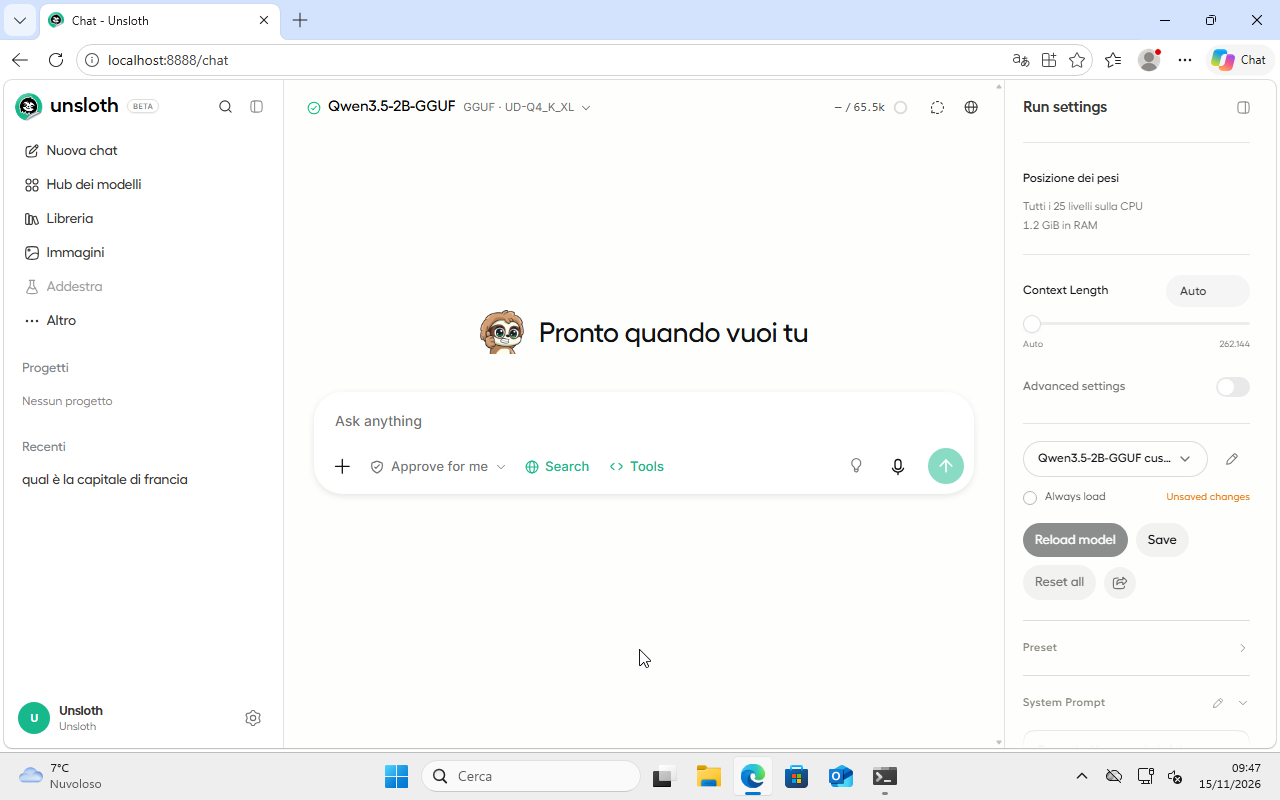 Chat - Unsloth
localhost:8888/chat
Chat
unsloth
BETA
Nuova chat
Hub dei modelli
Libreria
Immagini
Addestra
Altro
Progetti
Nessun progetto
Recenti
qual è la capitale di francia
U
Unsloth
Unsloth
Qwen3.5-2B-GGUF GGUF · UD-Q4_K_XL
– / 65.5k
Pronto quando vuoi tu
Ask anything
Approve for me
Search
Tools
Run settings
Posizione dei pesi
Tutti i 25 livelli sulla CPU
1.2 GiB in RAM
Context Length
Auto
Auto
262,144
Advanced settings
Qwen3.5-2B-GGUF cus...
Always load
Unsaved changes
Reload model
Save
Reset all
Preset
System Prompt
7°C
Nuvoloso
Cerca
09:47
15/11/2026